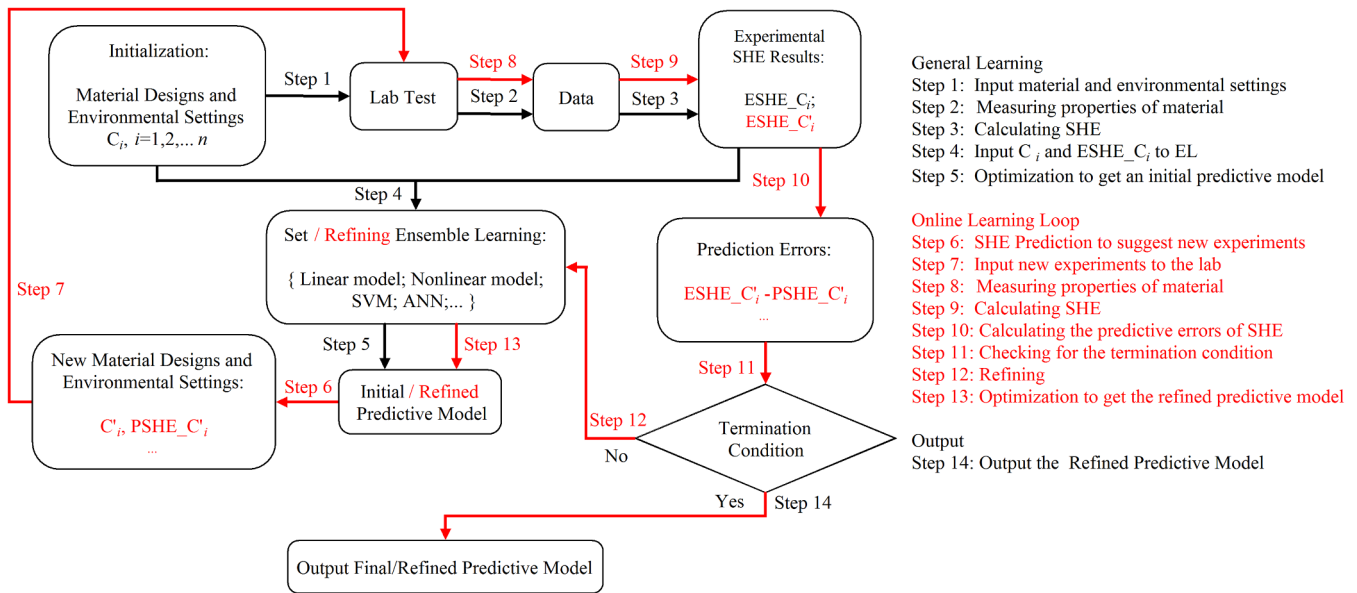 Initialization:
Material Designs and
Environmental Settings
C_i, i=1,2,... n
Step 1
Lab Test
Step 8
Step 2
Data
Step 9
Step 3
Experimental
SHE Results:
ESHE_C_i;
ESHE_C'_i
Step 4
Step 10
Set / Refining Ensemble Learning:
{ Linear model; Nonlinear model;
SVM; ANN;... }
Prediction Errors:
ESHE_C'_i -PSHE_C'_i
...
Step 7
Step 5
Step 13
Step 11
New Material Designs and
Environmental Settings:
C'_i, PSHE_C'_i
...
Step 6
Initial / Refined
Predictive Model
Step 12
No
Termination
Condition
Yes
Step 14
Output Final/Refined Predictive Model
General Learning
Step 1: Input material and environmental settings
Step 2: Measuring properties of material
Step 3: Calculating SHE
Step 4: Input C_i and ESHE_C_i to EL
Step 5: Optimization to get an initial predictive model
Online Learning Loop
Step 6: SHE Prediction to suggest new experiments
Step 7: Input new experiments to the lab
Step 8: Measuring properties of material
Step 9: Calculating SHE
Step 10: Calculating the predictive errors of SHE
Step 11: Checking for the termination condition
Step 12: Refining
Step 13: Optimization to get the refined predictive model
Output
Step 14: Output the Refined Predictive Model